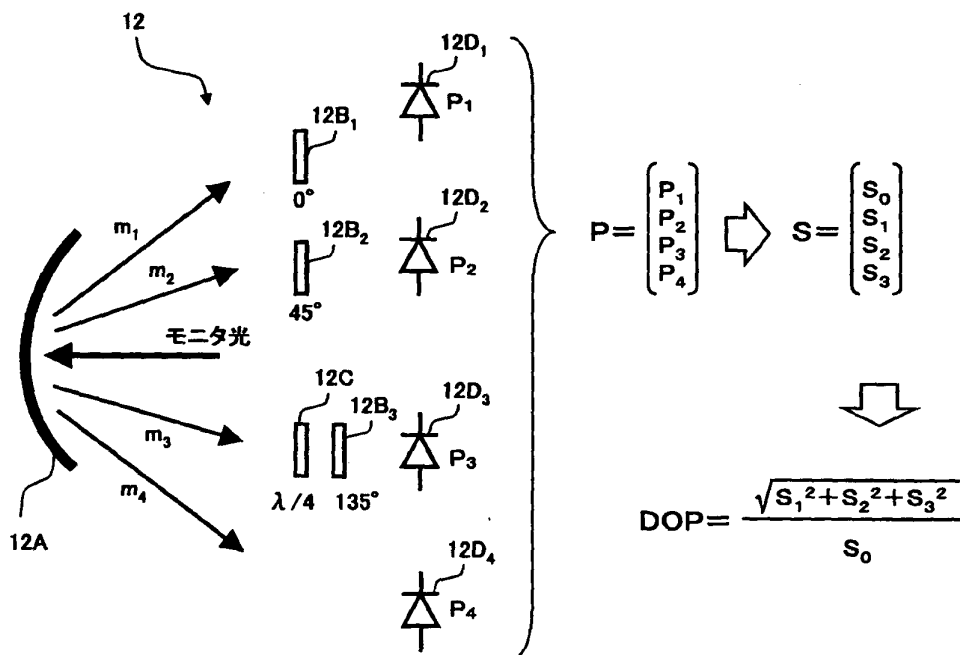 12
12D₁
P₁
12B₁
0°
m₁
12D₂
12B₂
P₂
m₂
45°
モニタ光
12C
12B₃
12D₃
m₃
P₃
λ/4
135°
m₄
12A
12D₄
P₄
P=
P₁
P₂
P₃
P₄
S=
S₀
S₁
S₂
S₃
DOP= √S₁²+S₂²+S₃²
S₀